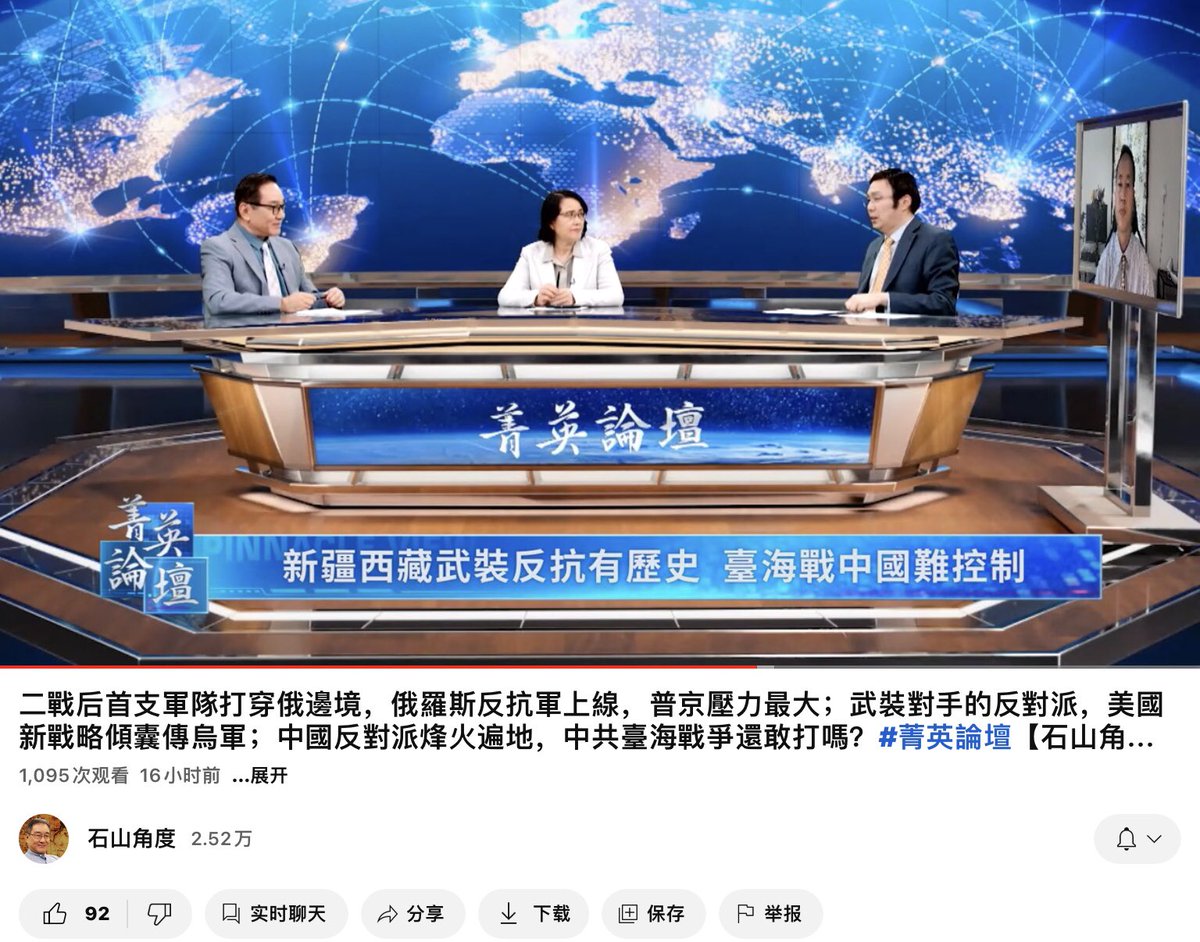 菁英論壇
菁英
論壇
PINNACLE VIEW
新疆西藏武裝反抗有歷史 臺海戰中國難控制
二戰后首支軍隊打穿俄邊境，俄羅斯反抗軍上線，普京壓力最大；武裝對手的反對派，美國
新戰略傾囊傳烏軍；中國反對派烽火遍地，中共臺海戰爭還敢打嗎？#菁英論壇【石山角...
1,095次观看 16小时前 ...展开
石山角度 2.52万
92 实时聊天 分享 下载 保存 举报